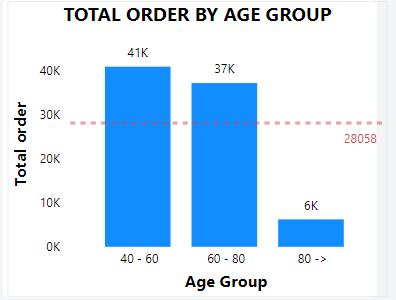 TOTAL ORDER BY AGE GROUP
41K
37K
6K
40K
30K
20K
10K
0K
28058
Total order
40 - 60
60 - 80
80 ->
Age Group